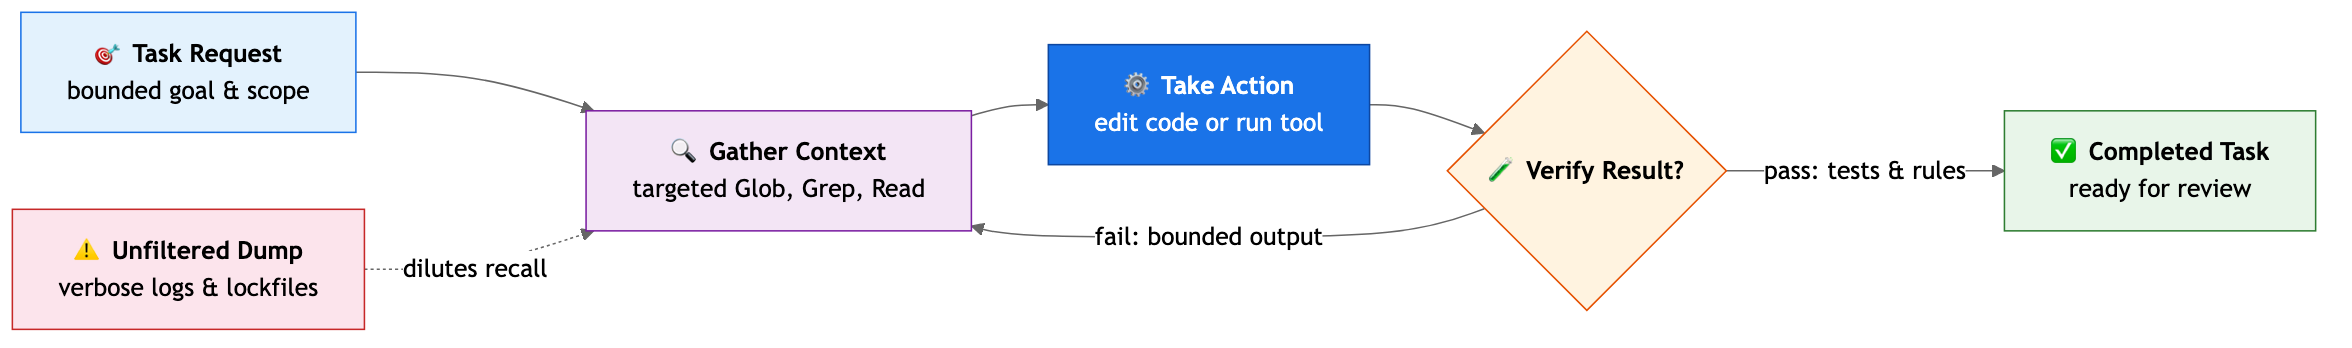 🎯 Task Request
bounded goal & scope
⚠️ Unfiltered Dump
verbose logs & lockfiles
dilutes recall
🔍 Gather Context
targeted Glob, Grep, Read
⚙️ Take Action
edit code or run tool
fail: bounded output
🧪 Verify Result?
pass: tests & rules
✅ Completed Task
ready for review